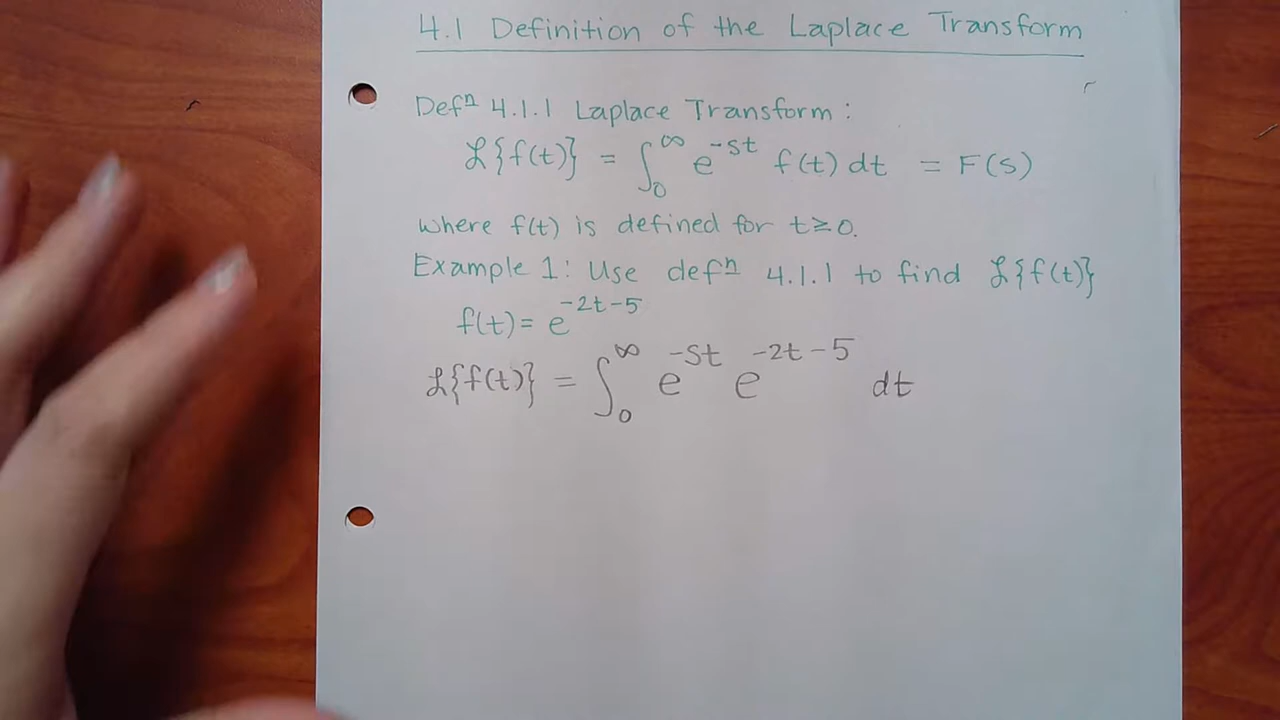 4.1 Definition of the Laplace Transform
Defⁿ 4.1.1 Laplace Transform:
ℒ{f(t)} = ∫₀^∞ e^(-st) f(t) dt = F(s)
where f(t) is defined for t≥0.
Example 1: Use defⁿ 4.1.1 to find ℒ{f(t)}
f(t) = e^(-2t-5)
ℒ{f(t)} = ∫₀^∞ e^(-st) e^(-2t-5) dt